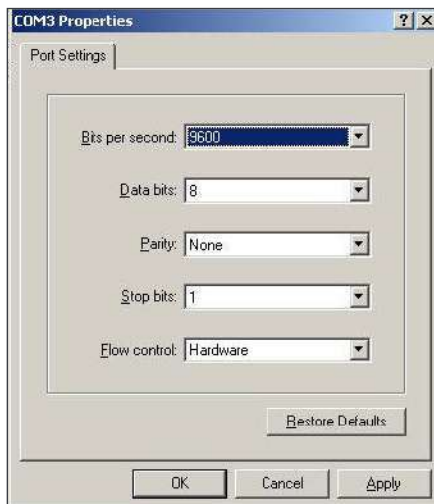 COM3 Properties
Port Settings
Bits per second: 9600
Data bits: 8
Parity: None
Stop bits: 1
Flow control: Hardware
Restore Defaults
OK Cancel Apply